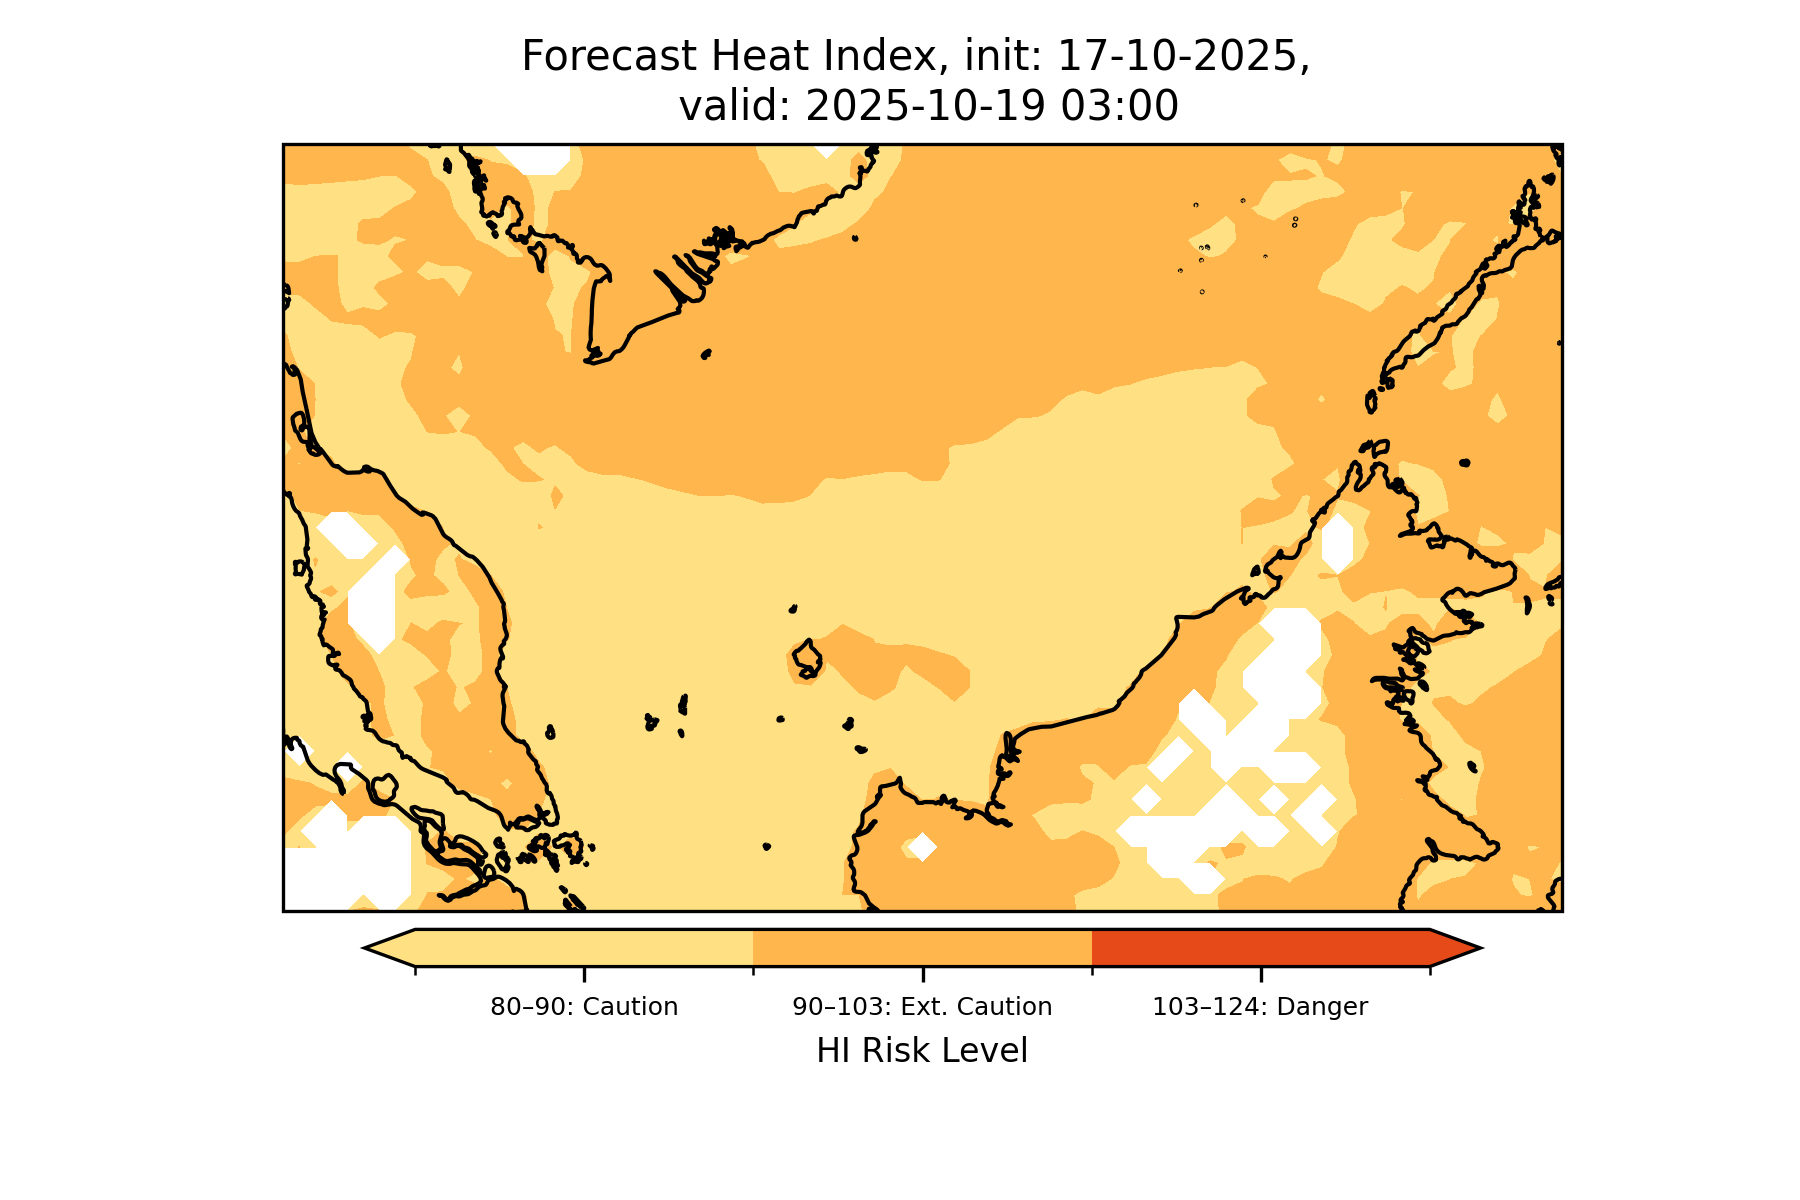 Forecast Heat Index, init: 17-10-2025,
valid: 2025-10-19 03:00
80–90: Caution
90–103: Ext. Caution
103–124: Danger
HI Risk Level